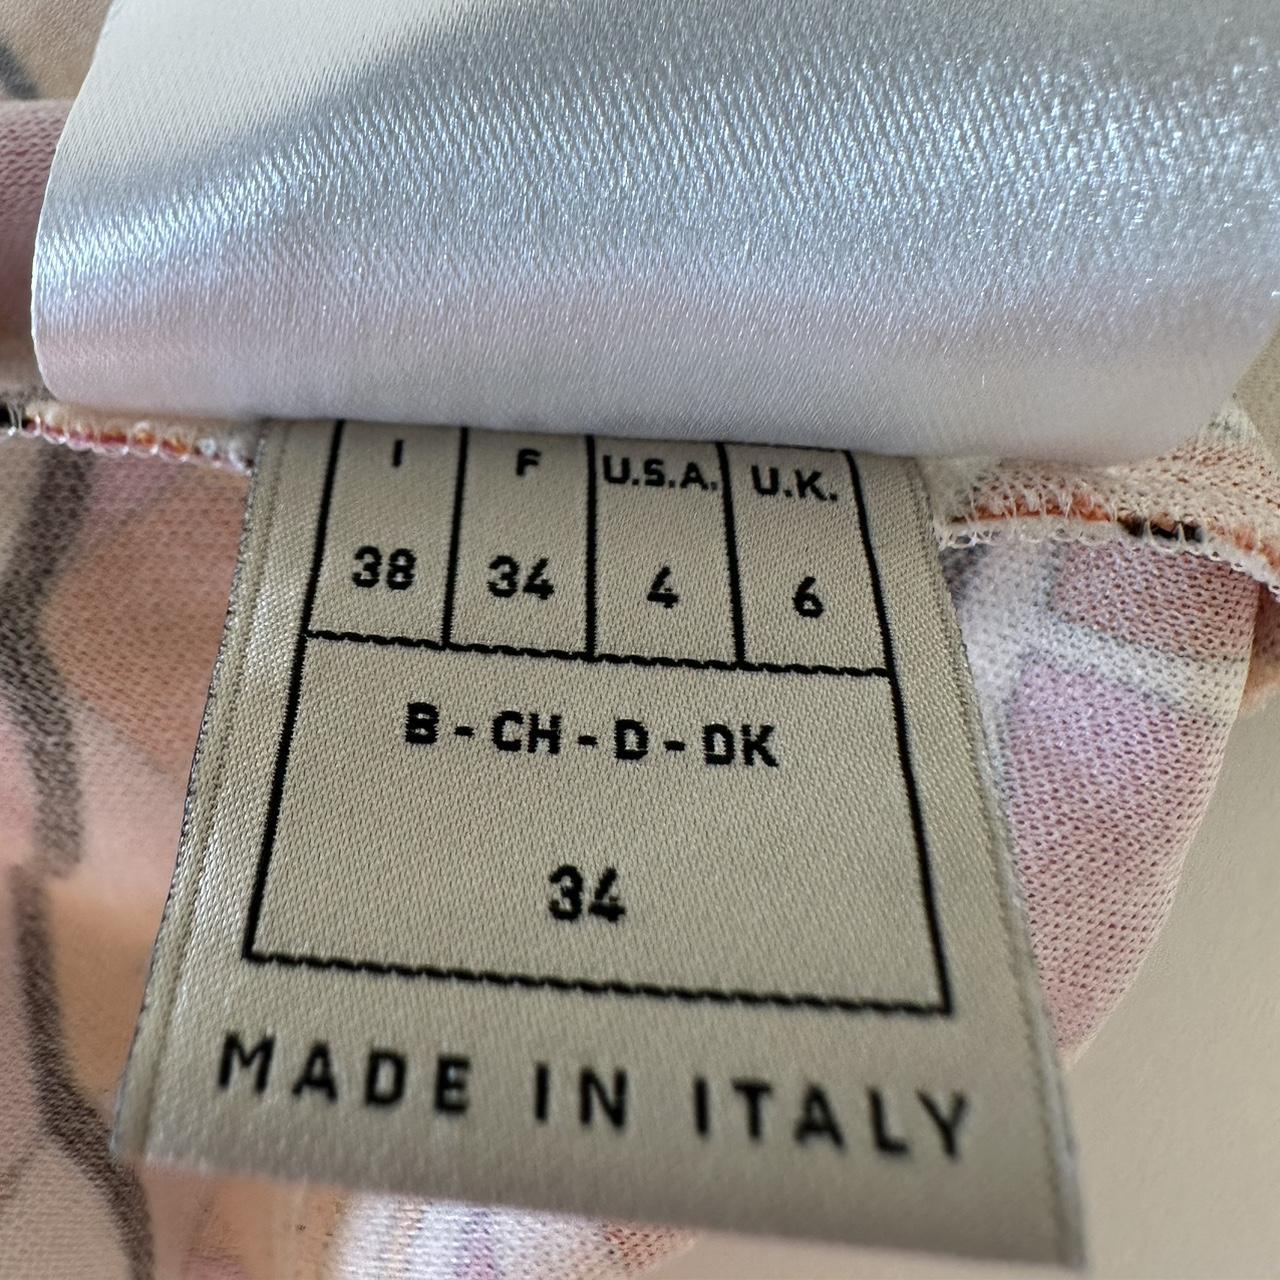 I F U.S.A. U.K.
38 34 4 6
B - CH - D - DK
34
MADE IN ITALY